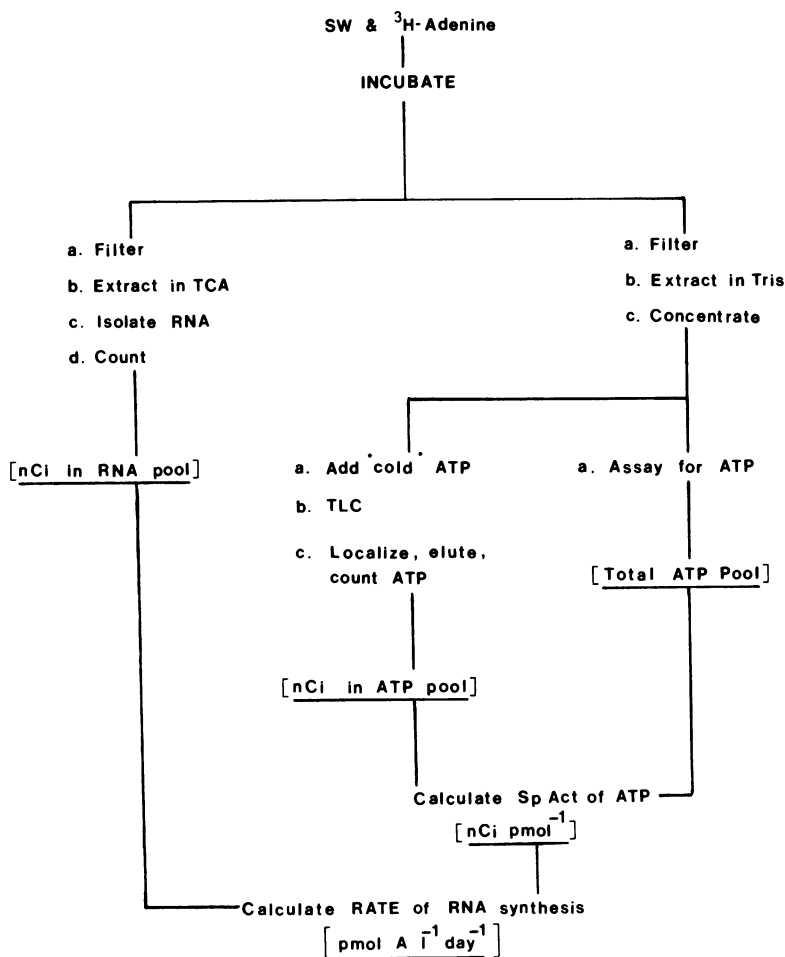 SW & ³H-Adenine
INCUBATE
a. Filter
b. Extract in TCA
c. Isolate RNA
d. Count
[nCi in RNA pool]
a. Filter
b. Extract in Tris
c. Concentrate
a. Add "cold" ATP
b. TLC
c. Localize, elute,
count ATP
[nCi in ATP pool]
a. Assay for ATP
[Total ATP Pool]
Calculate Sp Act of ATP
[nCi pmol⁻¹]
Calculate RATE of RNA synthesis
[pmol A l⁻¹ day⁻¹]